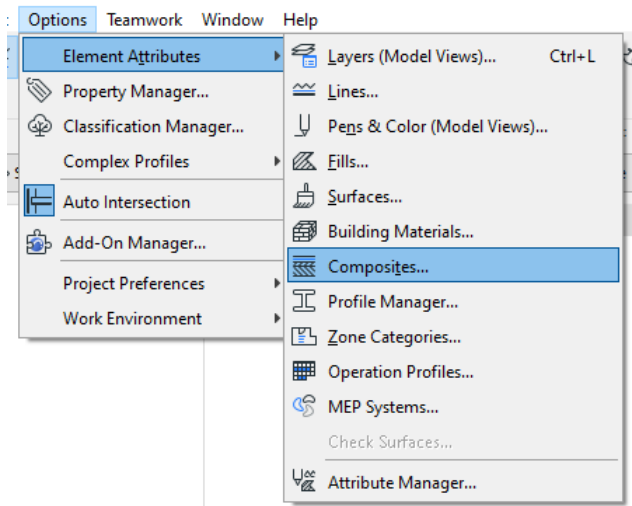 Options Teamwork Window Help
Element Attributes
Property Manager...
Classification Manager...
Complex Profiles
Auto Intersection
Add-On Manager...
Project Preferences
Work Environment
Layers (Model Views)... Ctrl+L
Lines...
Pens & Color (Model Views)...
Fills...
Surfaces...
Building Materials...
Composites...
Profile Manager...
Zone Categories...
Operation Profiles...
MEP Systems...
Check Surfaces...
Attribute Manager...